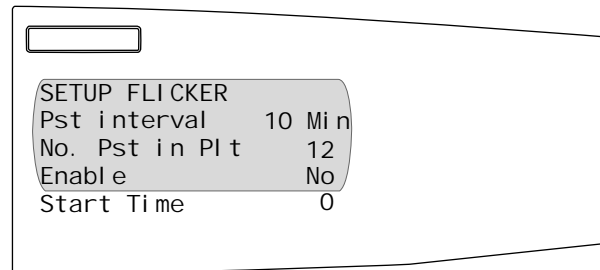 SETUP FLICKER
Pst interval 10 Min
No. Pst in Plt 12
Enable No
Start Time 0